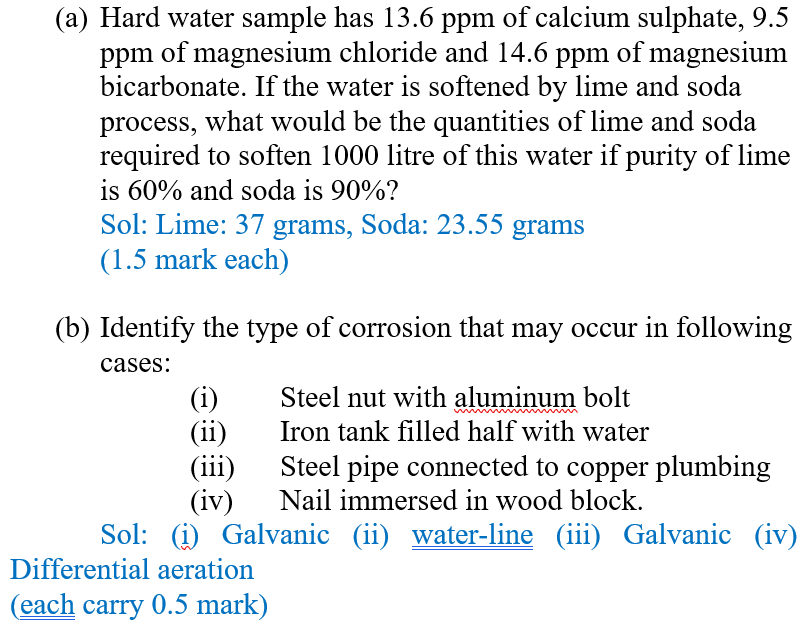 (a) Hard water sample has 13.6 ppm of calcium sulphate, 9.5
ppm of magnesium chloride and 14.6 ppm of magnesium
bicarbonate. If the water is softened by lime and soda
process, what would be the quantities of lime and soda
required to soften 1000 litre of this water if purity of lime
is 60% and soda is 90%?
Sol: Lime: 37 grams, Soda: 23.55 grams
(1.5 mark each)
(b) Identify the type of corrosion that may occur in following
cases:
(i) Steel nut with aluminum bolt
(ii) Iron tank filled half with water
(iii) Steel pipe connected to copper plumbing
(iv) Nail immersed in wood block.
Sol: (i) Galvanic (ii) water-line (iii) Galvanic (iv)
Differential aeration
(each carry 0.5 mark)